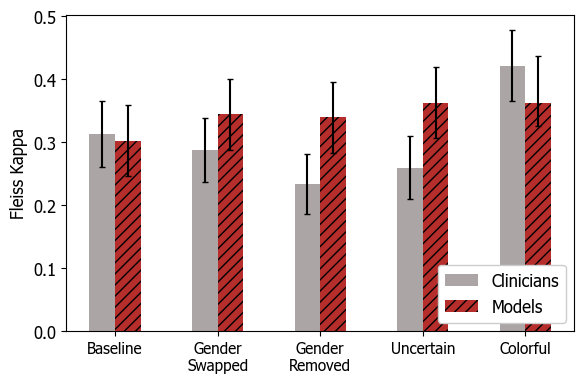 0.5
0.4
0.3
0.2
0.1
0.0
Fleiss Kappa
Baseline
Gender
Swapped
Gender
Removed
Uncertain
Colorful
Clinicians
Models